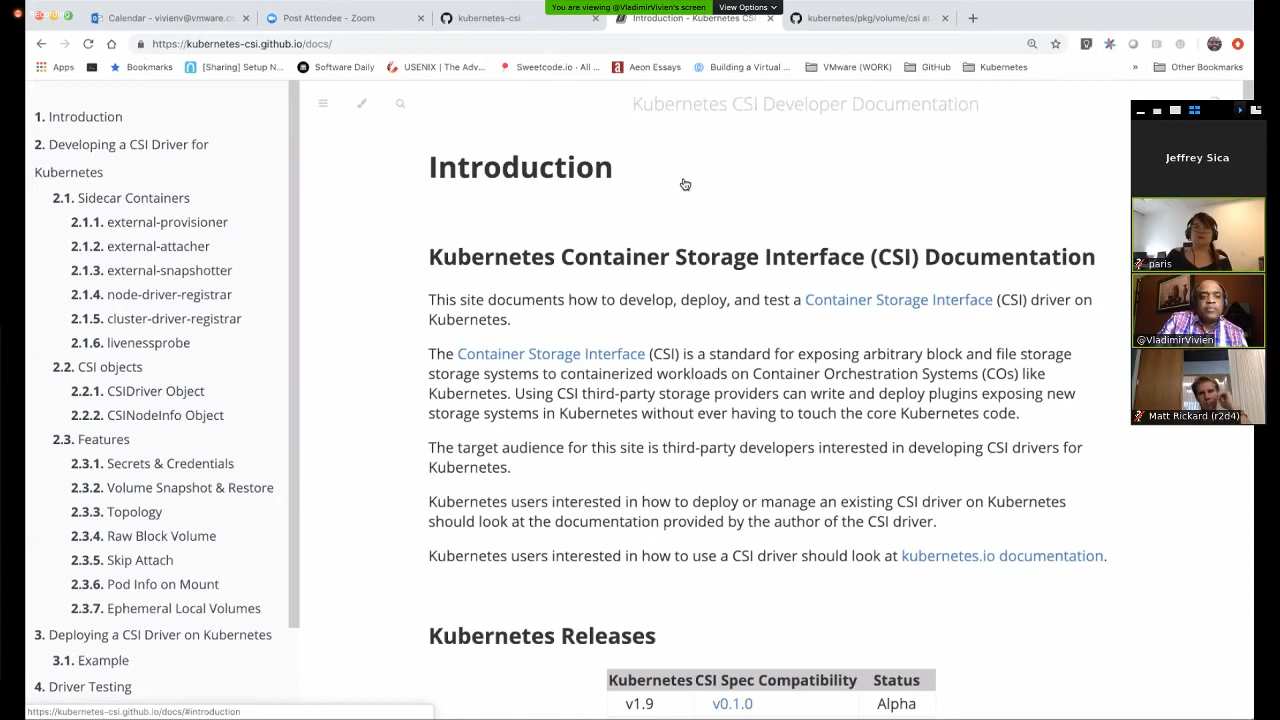 Recording
You are viewing @VladimirVivien's screen
View Options
Calendar - vivienv@vmware.co
Post Attendee - Zoom
kubernetes-csi
Introduction - Kubernetes CSI
kubernetes/pkg/volume/csi at
https://kubernetes-csi.github.io/docs/
Apps
Bookmarks
[Sharing] Setup N...
Software Daily
USENIX | The Adv...
Sweetcode.io · All ...
Aeon Essays
Building a Virtual ...
VMware (WORK)
GitHub
Kubernetes
»
Other Bookmarks
1. Introduction
2. Developing a CSI Driver for
Kubernetes
2.1. Sidecar Containers
2.1.1. external-provisioner
2.1.2. external-attacher
2.1.3. external-snapshotter
2.1.4. node-driver-registrar
2.1.5. cluster-driver-registrar
2.1.6. livenessprobe
2.2. CSI objects
2.2.1. CSIDriver Object
2.2.2. CSINodeInfo Object
2.3. Features
2.3.1. Secrets & Credentials
2.3.2. Volume Snapshot & Restore
2.3.3. Topology
2.3.4. Raw Block Volume
2.3.5. Skip Attach
2.3.6. Pod Info on Mount
2.3.7. Ephemeral Local Volumes
3. Deploying a CSI Driver on Kubernetes
3.1. Example
4. Driver Testing
https://kubernetes-csi.github.io/docs/#introduction
Kubernetes CSI Developer Documentation
Introduction
Kubernetes Container Storage Interface (CSI) Documentation
This site documents how to develop, deploy, and test a Container Storage Interface (CSI) driver on
Kubernetes.
The Container Storage Interface (CSI) is a standard for exposing arbitrary block and file storage
storage systems to containerized workloads on Container Orchestration Systems (COs) like
Kubernetes. Using CSI third-party storage providers can write and deploy plugins exposing new
storage systems in Kubernetes without ever having to touch the core Kubernetes code.
The target audience for this site is third-party developers interested in developing CSI drivers for
Kubernetes.
Kubernetes users interested in how to deploy or manage an existing CSI driver on Kubernetes
should look at the documentation provided by the author of the CSI driver.
Kubernetes users interested in how to use a CSI driver should look at kubernetes.io documentation.
Kubernetes Releases
Kubernetes CSI Spec Compatibility Status
v1.9 v0.1.0 Alpha
Jeffrey Sica
paris
@VladimirVivien
Matt Rickard (r2d4)